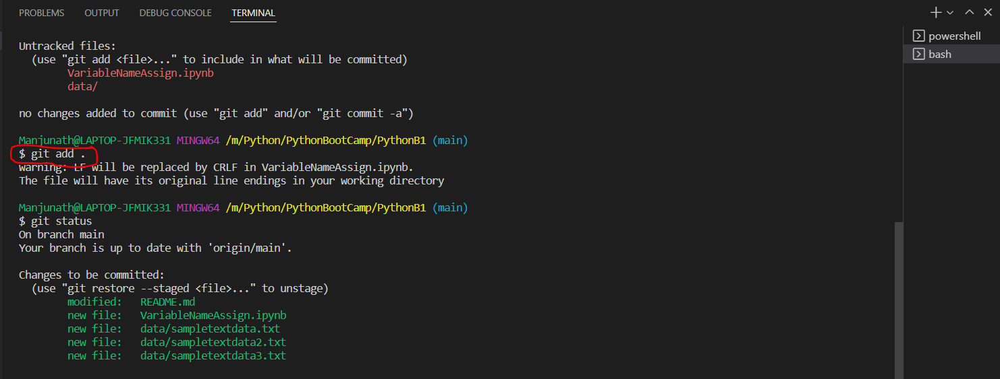 PROBLEMS OUTPUT DEBUG CONSOLE TERMINAL
powershell
bash
Untracked files:
(use "git add <file>..." to include in what will be committed)
VariableNameAssign.ipynb
data/
no changes added to commit (use "git add" and/or "git commit -a")
Manjunath@LAPTOP-JFMIK331 MINGW64 /m/Python/PythonBootCamp/PythonB1 (main)
$ git add .
warning: LF will be replaced by CRLF in VariableNameAssign.ipynb.
The file will have its original line endings in your working directory
Manjunath@LAPTOP-JFMIK331 MINGW64 /m/Python/PythonBootCamp/PythonB1 (main)
$ git status
On branch main
Your branch is up to date with 'origin/main'.
Changes to be committed:
(use "git restore --staged <file>..." to unstage)
modified: README.md
new file: VariableNameAssign.ipynb
new file: data/sampletextdata.txt
new file: data/sampletextdata2.txt
new file: data/sampletextdata3.txt